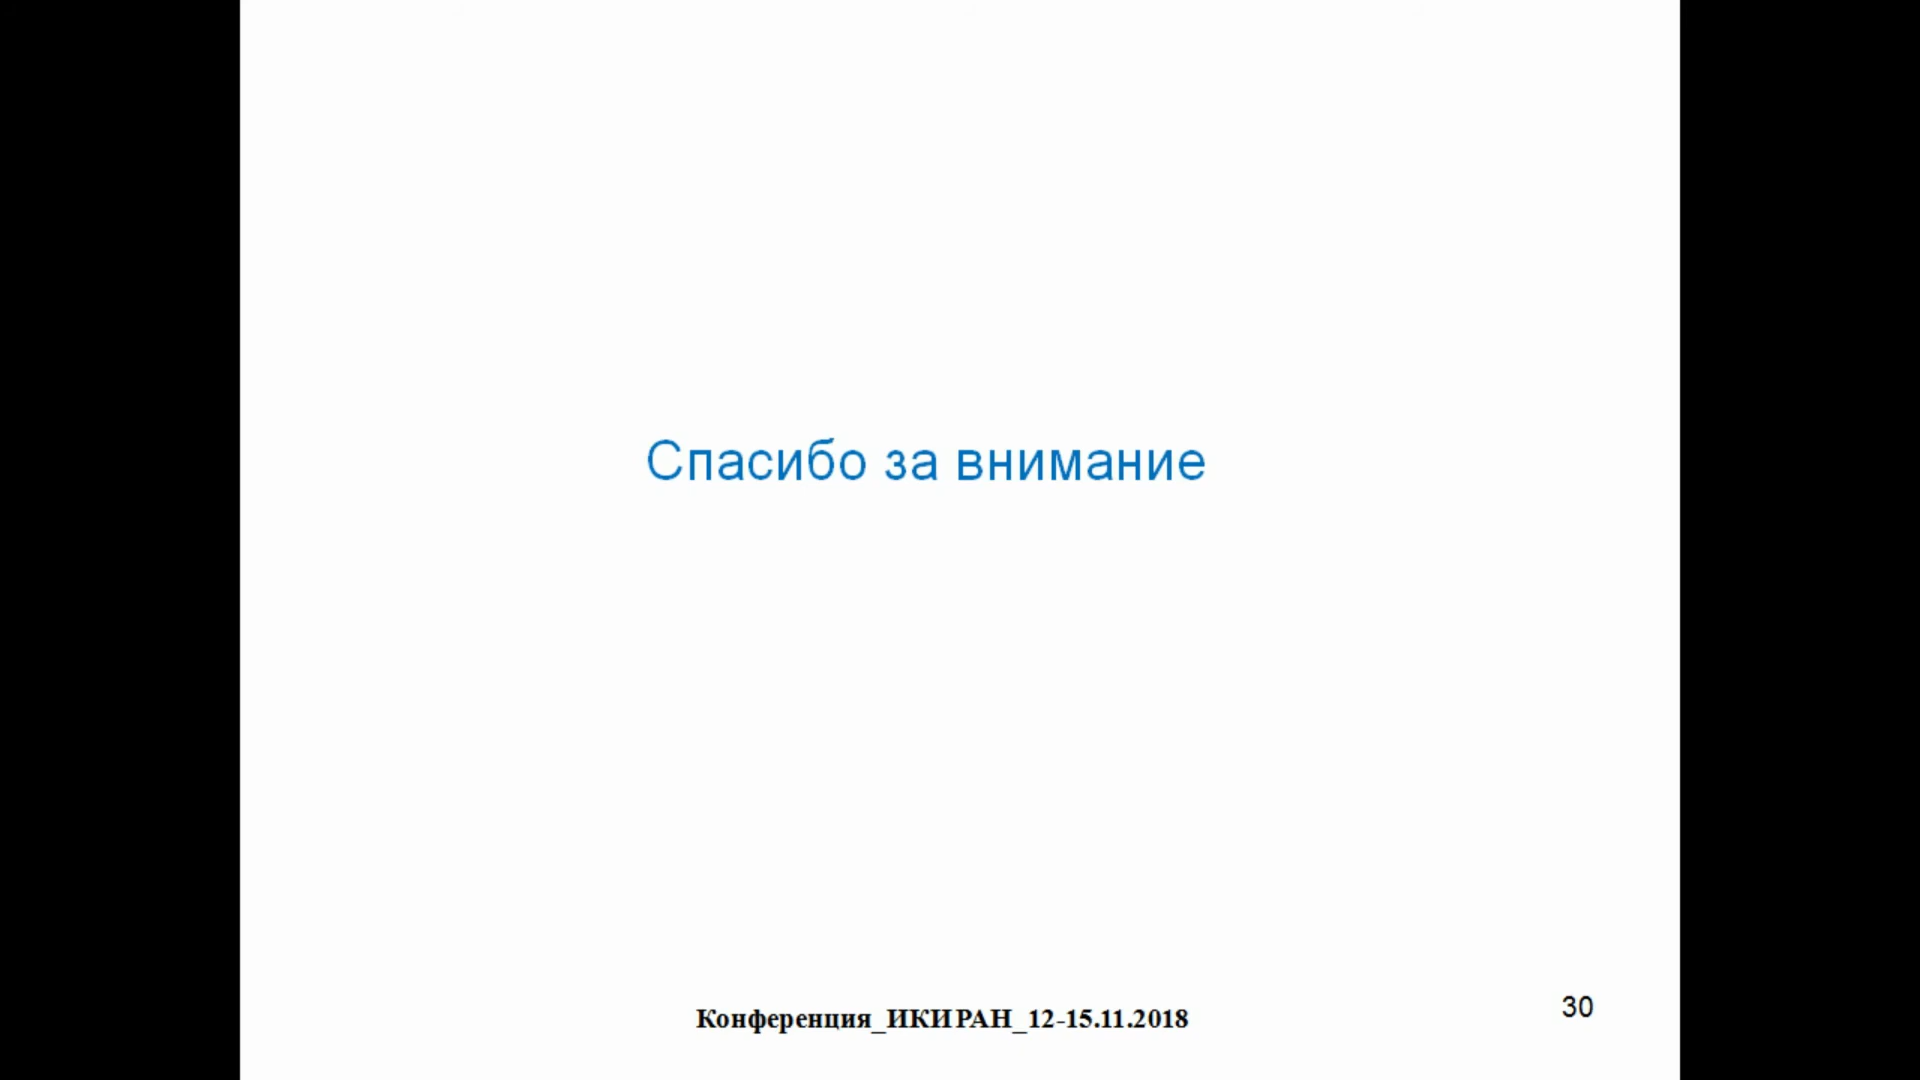 Спасибо за внимание
Конференция_ИКИ РАН_12-15.11.2018
30